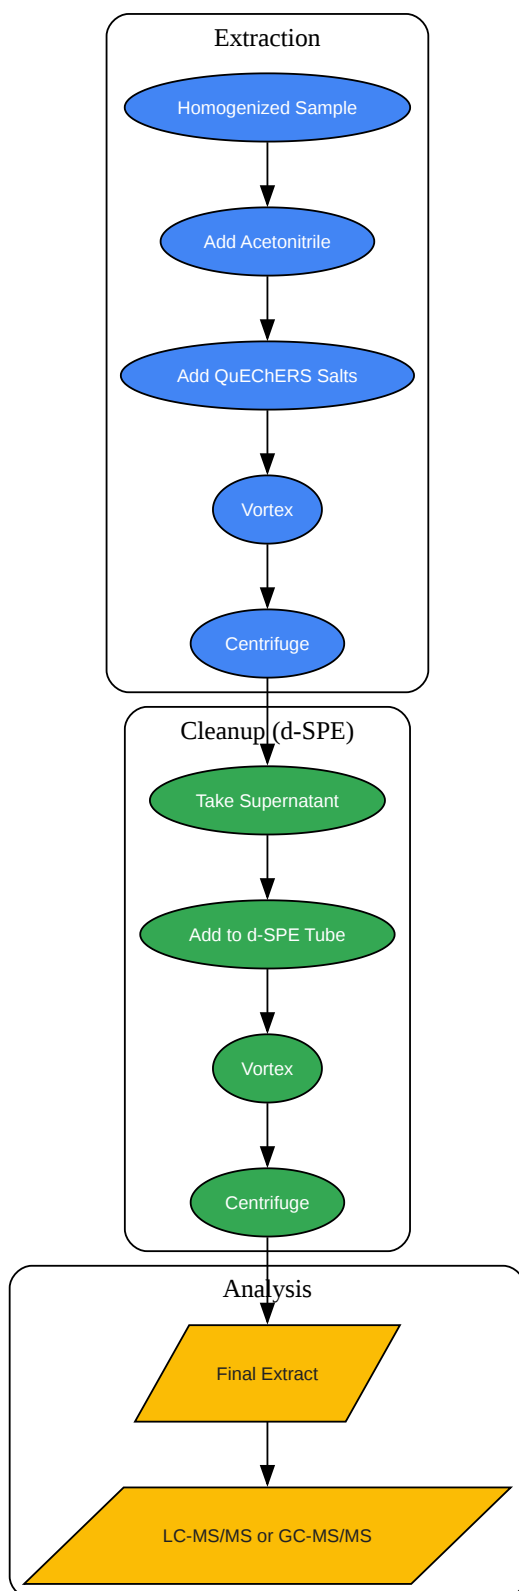 Extraction
Homogenized Sample
Add Acetonitrile
Add QuEChERS Salts
Vortex
Centrifuge
Cleanup (d-SPE)
Take Supernatant
Add to d-SPE Tube
Vortex
Centrifuge
Analysis
Final Extract
LC-MS/MS or GC-MS/MS